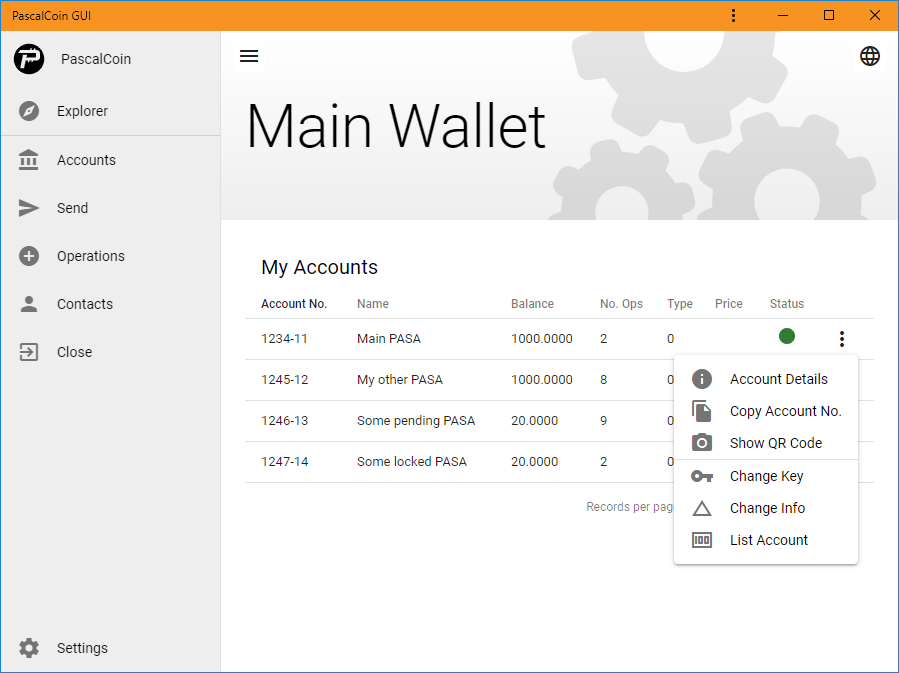 PascalCoin GUI
PascalCoin
Explorer
Accounts
Send
Operations
Contacts
Close
Settings
Main Wallet
My Accounts
Account No. Name Balance No. Ops Type Price Status
1234-11 Main PASA 1000.0000 2 0
1245-12 My other PASA 1000.0000 8 0
1246-13 Some pending PASA 20.0000 9 0
1247-14 Some locked PASA 20.0000 2 0
Records per
Account Details
Copy Account No.
Show QR Code
Change Key
Change Info
100 List Account